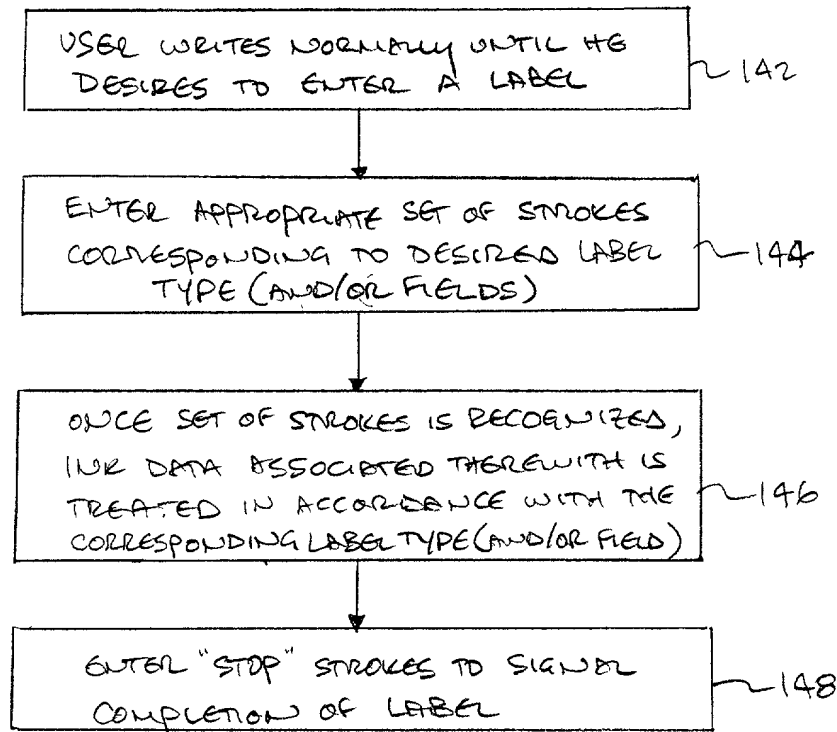 USER WRITES NORMALLY UNTIL HE
DESIRES TO ENTER A LABEL
142
ENTER APPROPRIATE SET OF STROKES
CORRESPONDING TO DESIRED LABEL
TYPE (AND/OR FIELDS)
144
ONCE SET OF STROKES IS RECOGNIZED,
INK DATA ASSOCIATED THEREWITH IS
TREATED IN ACCORDANCE WITH THE
CORRESPONDING LABEL TYPE (AND/OR FIELD)
146
ENTER "STOP" STROKES TO SIGNAL
COMPLETION OF LABEL
148